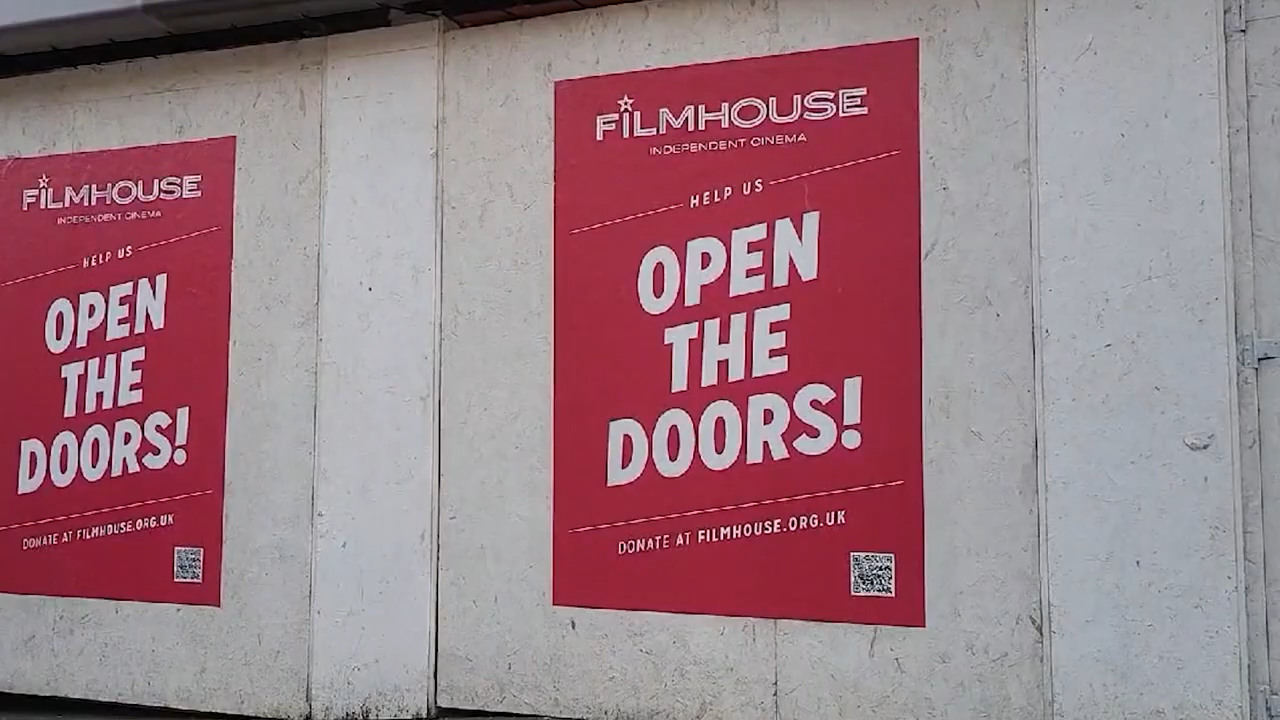 FILMHOUSE
INDEPENDENT CINEMA
HELP US
OPEN
THE
DOORS!
DONATE AT FILMHOUSE.ORG.UK
FILMHOUSE
INDEPENDENT CINEMA
HELP US
OPEN
THE
DOORS!
DONATE AT FILMHOUSE.ORG.UK